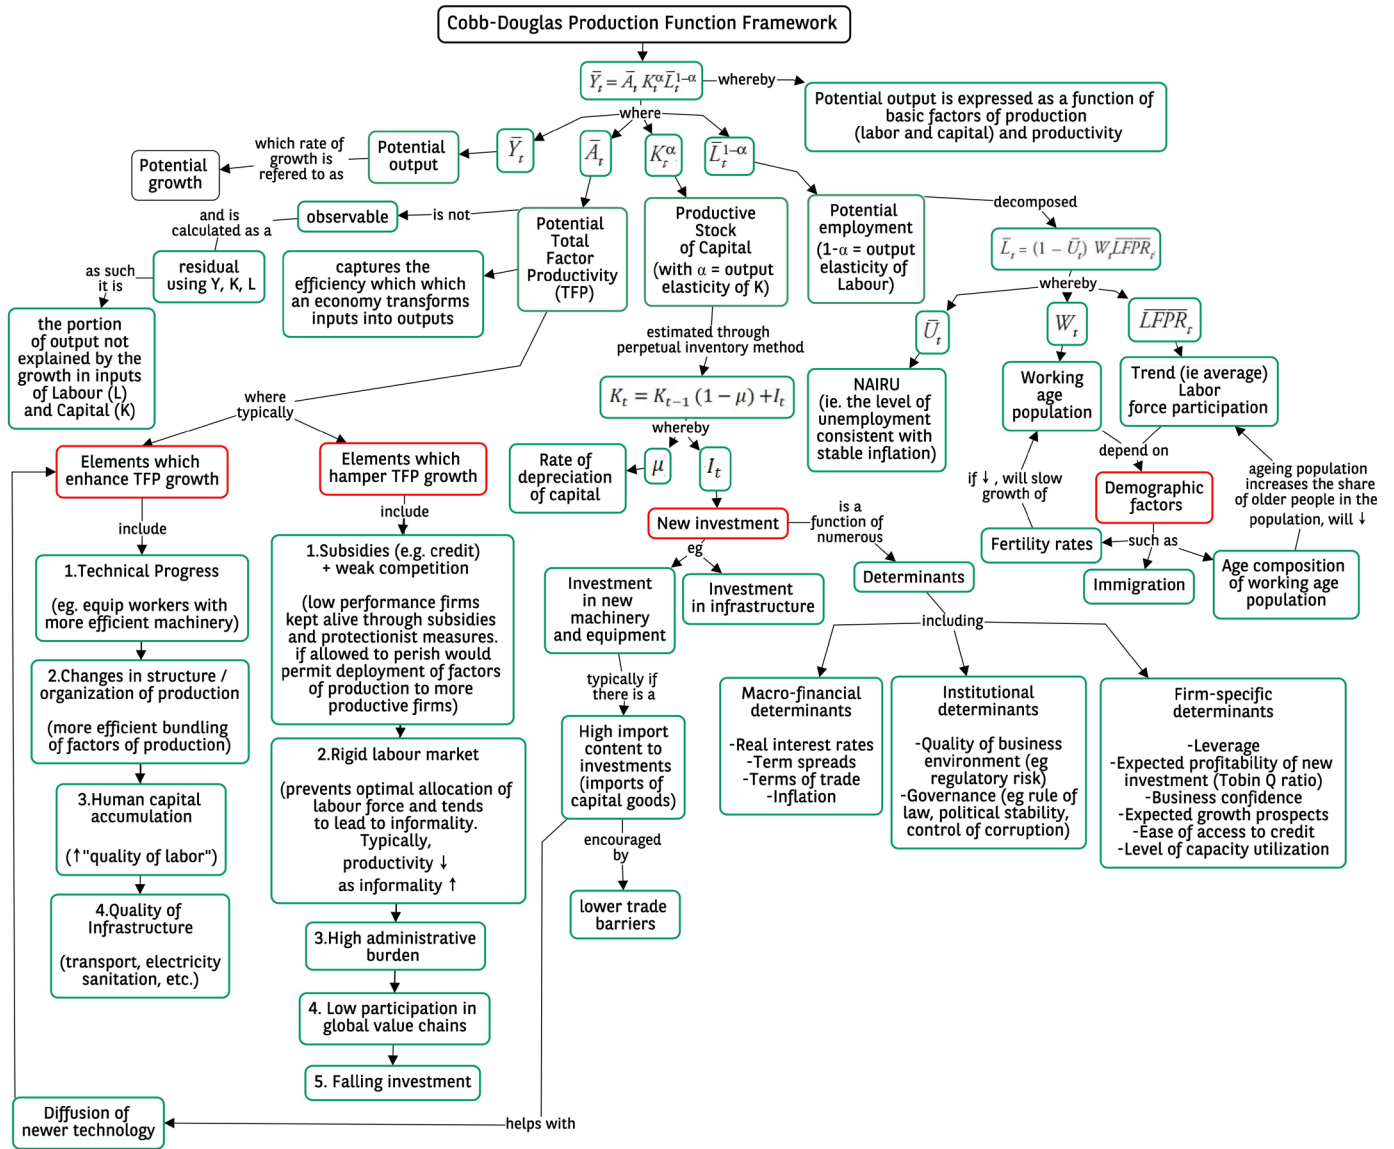 Cobb-Douglas Production Function Framework
Ȳₜ = Āₜ Kₜᵅ L̄ₜ¹⁻ᵅ
whereby
Potential output is expressed as a function of
basic factors of production
(labor and capital) and productivity
where
Ȳₜ
Āₜ
Kₜᵅ
L̄ₜ¹⁻ᵅ
Potential
output
which rate of
growth is
refered to as
Potential
growth
Potential
Total
Factor
Productivity
(TFP)
is not
observable
and is
calculated as a
residual
using Y, K, L
as such
it is
the portion
of output not
explained by the
growth in inputs
of Labour (L)
and Capital (K)
captures the
efficiency which which
an economy transforms
inputs into outputs
where
typically
Elements which
enhance TFP growth
include
1.Technical Progress
(eg. equip workers with
more efficient machinery)
2.Changes in structure /
organization of production
(more efficient bundling
of factors of production)
3.Human capital
accumulation
(↑"quality of labor")
4.Quality of
Infrastructure
(transport, electricity
sanitation, etc.)
Elements which
hamper TFP growth
include
1.Subsidies (e.g. credit)
+ weak competition
(low performance firms
kept alive through subsidies
and protectionist measures.
if allowed to perish would
permit deployment of factors
of production to more
productive firms)
2.Rigid labour market
(prevents optimal allocation of
labour force and tends
to lead to informality.
Typically,
productivity ↓
as informality ↑
3.High administrative
burden
4. Low participation in
global value chains
5. Falling investment
Productive
Stock
of Capital
(with α = output
elasticity of K)
estimated through
perpetual inventory method
Kₜ = Kₜ₋₁ (1 − μ) +Iₜ
whereby
μ
Iₜ
Rate of
depreciation
of capital
New investment
eg
Investment
in new
machinery
and equipment
Investment
in infrastructure
typically if
there is a
High import
content to
investments
(imports of
capital goods)
encouraged
by
lower trade
barriers
helps with
Diffusion of
newer technology
is a
function of
numerous
Determinants
including
Macro-financial
determinants
-Real interest rates
-Term spreads
-Terms of trade
-Inflation
Institutional
determinants
-Quality of business
environment (eg
regulatory risk)
-Governance (eg rule of
law, political stability,
control of corruption)
Firm-specific
determinants
-Leverage
-Expected profitability of new
investment (Tobin Q ratio)
-Business confidence
-Expected growth prospects
-Ease of access to credit
-Level of capacity utilization
Potential
employment
(1-α = output
elasticity of
Labour)
decomposed
L̄ₜ = (1 − Ūₜ) Wₜ L̅F̅P̅R̅ₜ
whereby
Ūₜ
Wₜ
L̅F̅P̅R̅ₜ
NAIRU
(ie. the level of
unemployment
consistent with
stable inflation)
Working
age
population
Trend (ie average)
Labor
force participation
depend on
Demographic
factors
such as
Fertility rates
Immigration
Age composition
of working age
population
if ↓ , will slow
growth of
ageing population
increases the share
of older people in the
population, will ↓